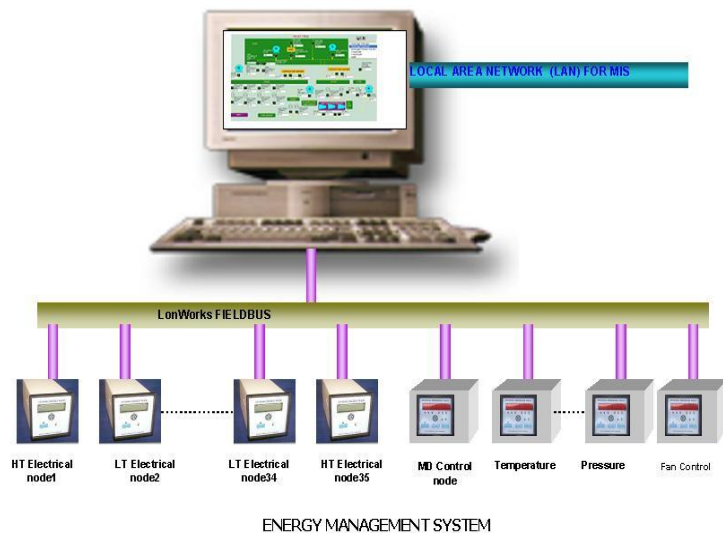 LOCAL AREA NETWORK (LAN) FOR MIS
LonWorks FIELDBUS
HT Electrical
node1
LT Electrical
node2
LT Electrical
node34
HT Electrical
node35
MD Control
node
Temperature
Pressure
Fan Control
ENERGY MANAGEMENT SYSTEM